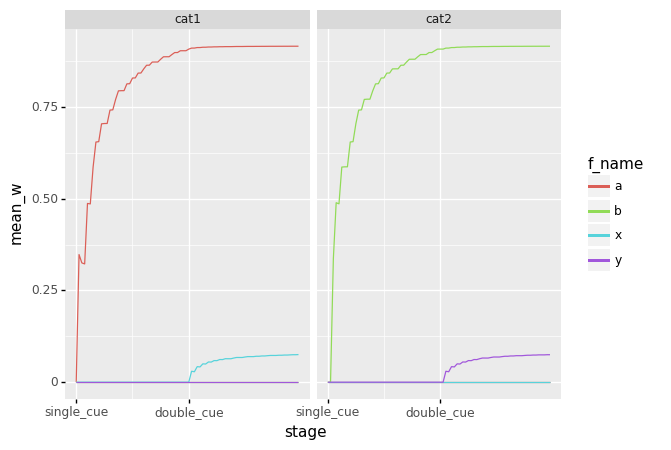 cat1
cat2
mean_w
0.75
0.50
0.25
0
single_cue
double_cue
single_cue
double_cue
stage
f_name
a
b
x
y